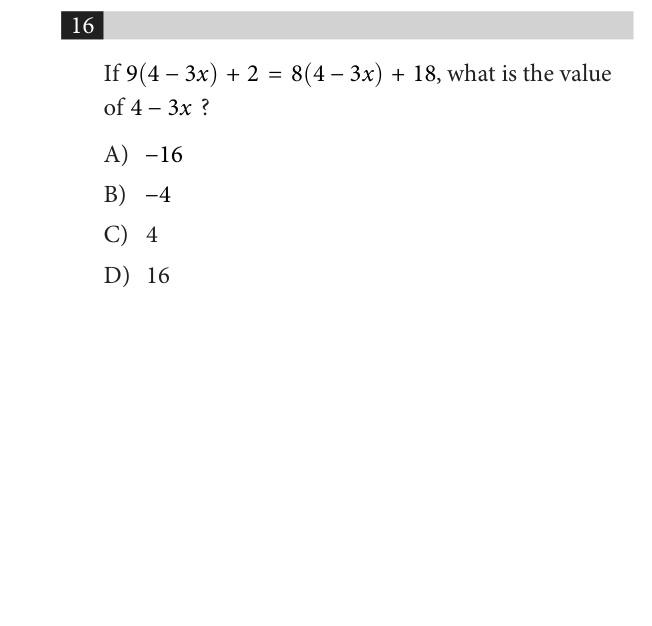 16
If 9(4 – 3x) + 2 = 8(4 – 3x) + 18, what is the value
of 4 – 3x ?
A) –16
B) –4
C) 4
D) 16